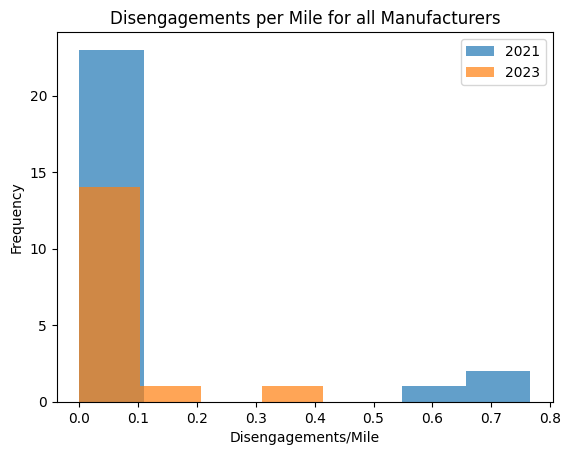 Disengagements per Mile for all Manufacturers
2021
2023
Frequency
20
15
10
5
0
0.0 0.1 0.2 0.3 0.4 0.5 0.6 0.7 0.8
Disengagements/Mile